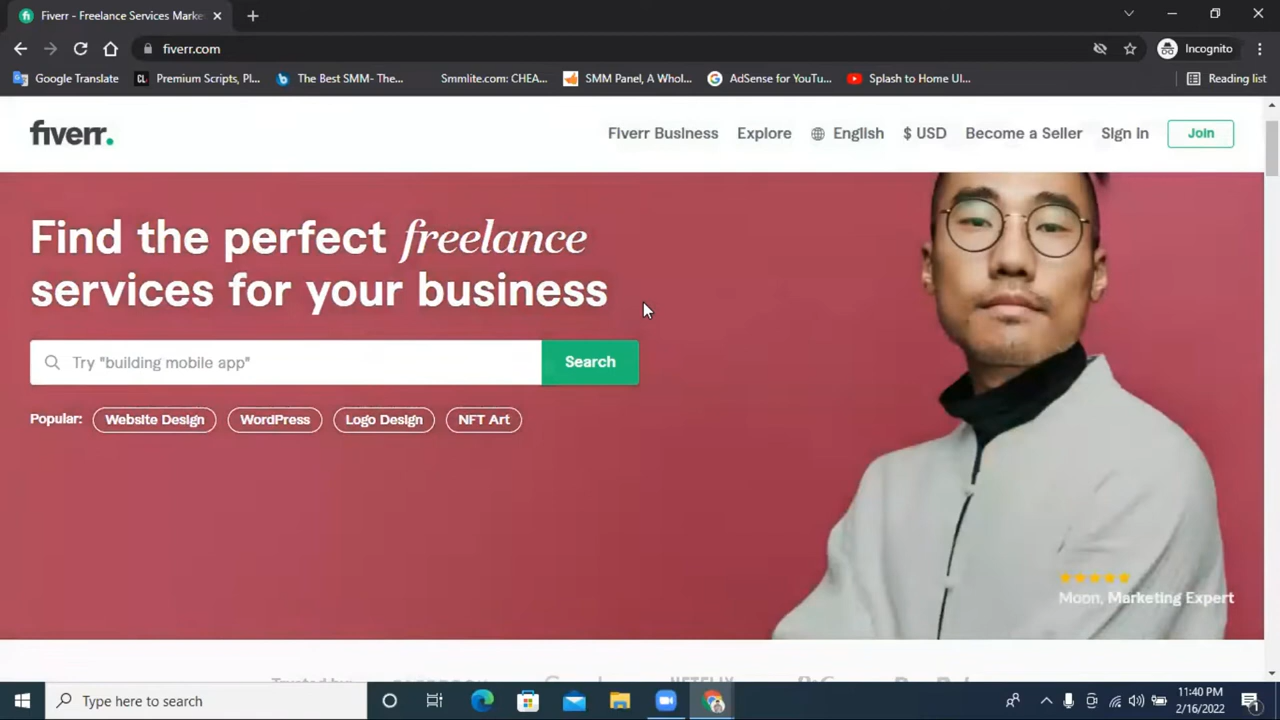 Fiverr - Freelance Services Marke
fiverr.com
Incognito
Google Translate
Premium Scripts, Pl...
The Best SMM- The...
Smmlite.com: CHEA...
SMM Panel, A Whol...
AdSense for YouTu...
Splash to Home UI...
Reading list
fiverr.
Fiverr Business
Explore
English
$ USD
Become a Seller
Sign In
Join
Find the perfect freelance
services for your business
Try "building mobile app"
Search
Popular:
Website Design
WordPress
Logo Design
NFT Art
Moon, Marketing Expert
NETFLIX
Type here to search
11:40 PM
2/16/2022